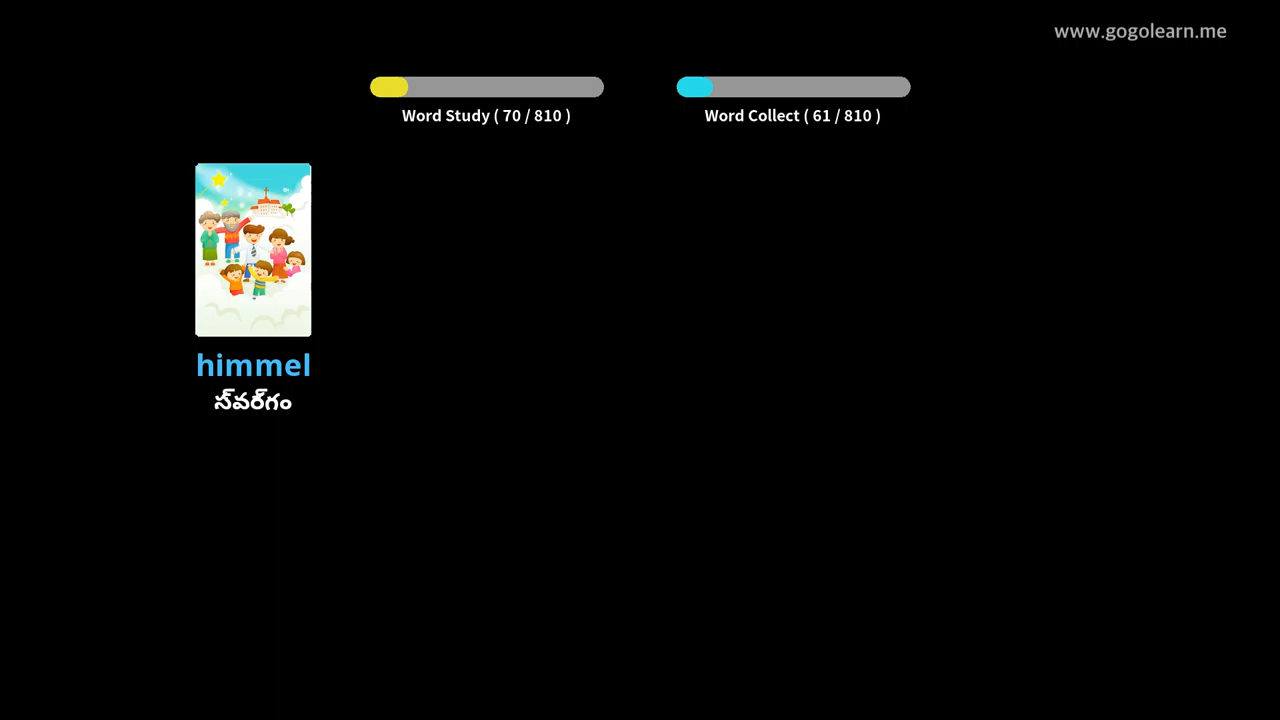 www.gogolearn.me
Word Study ( 70 / 810 )
Word Collect ( 61 / 810 )
himmel
స్‌వర్‌గం